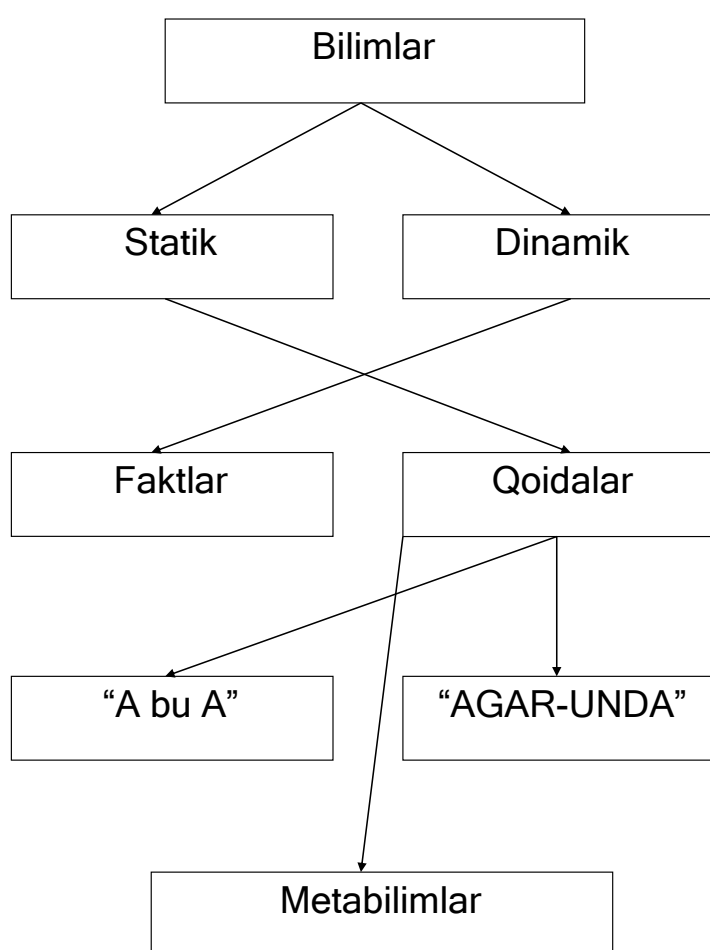 Bilimlar
Statik
Dinamik
Faktlar
Qoidalar
“A bu A”
“AGAR-UNDA”
Metabilimlar